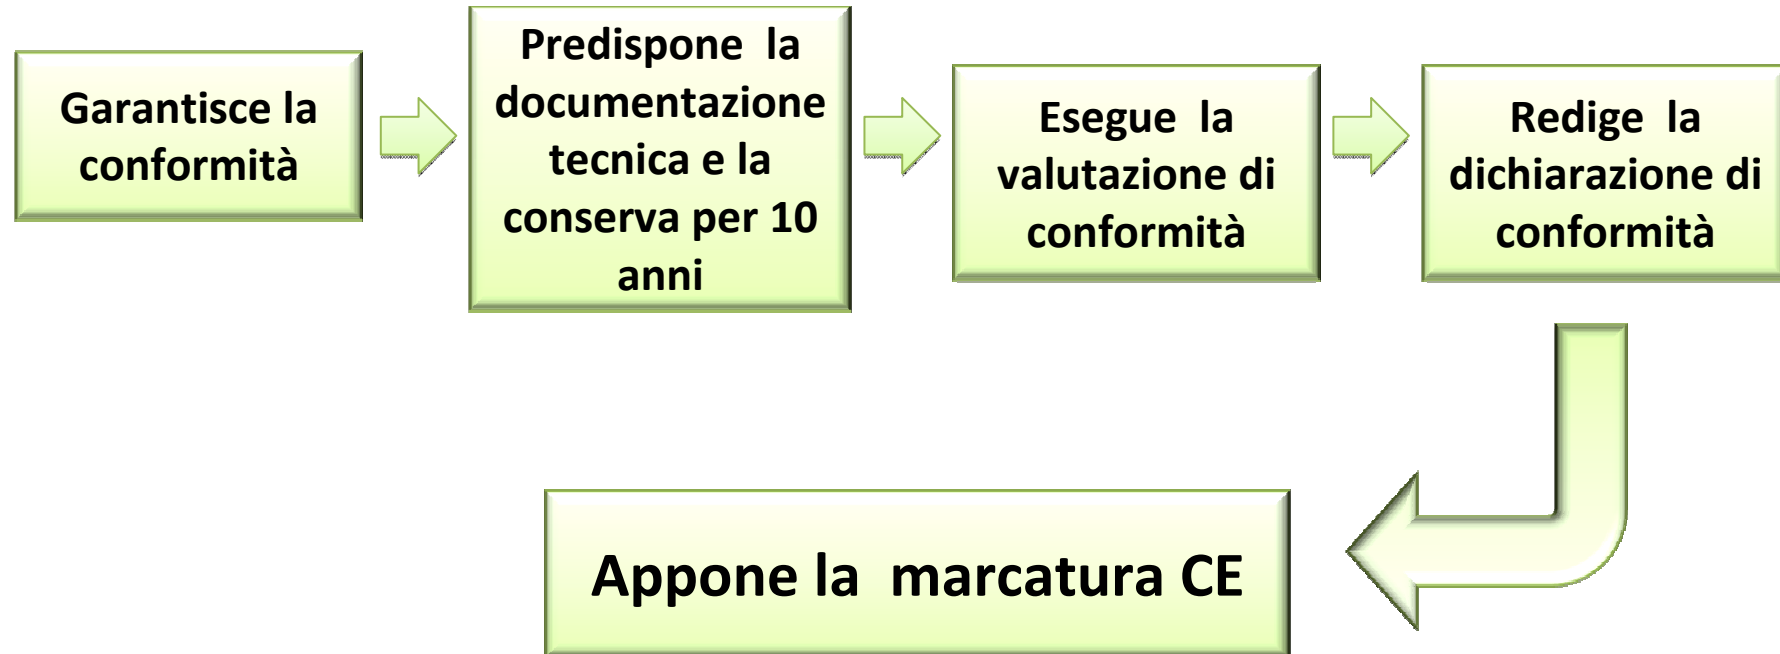 Garantisce la
conformità
Predispone la
documentazione
tecnica e la
conserva per 10
anni
Esegue la
valutazione di
conformità
Redige la
dichiarazione di
conformità
Appone la marcatura CE